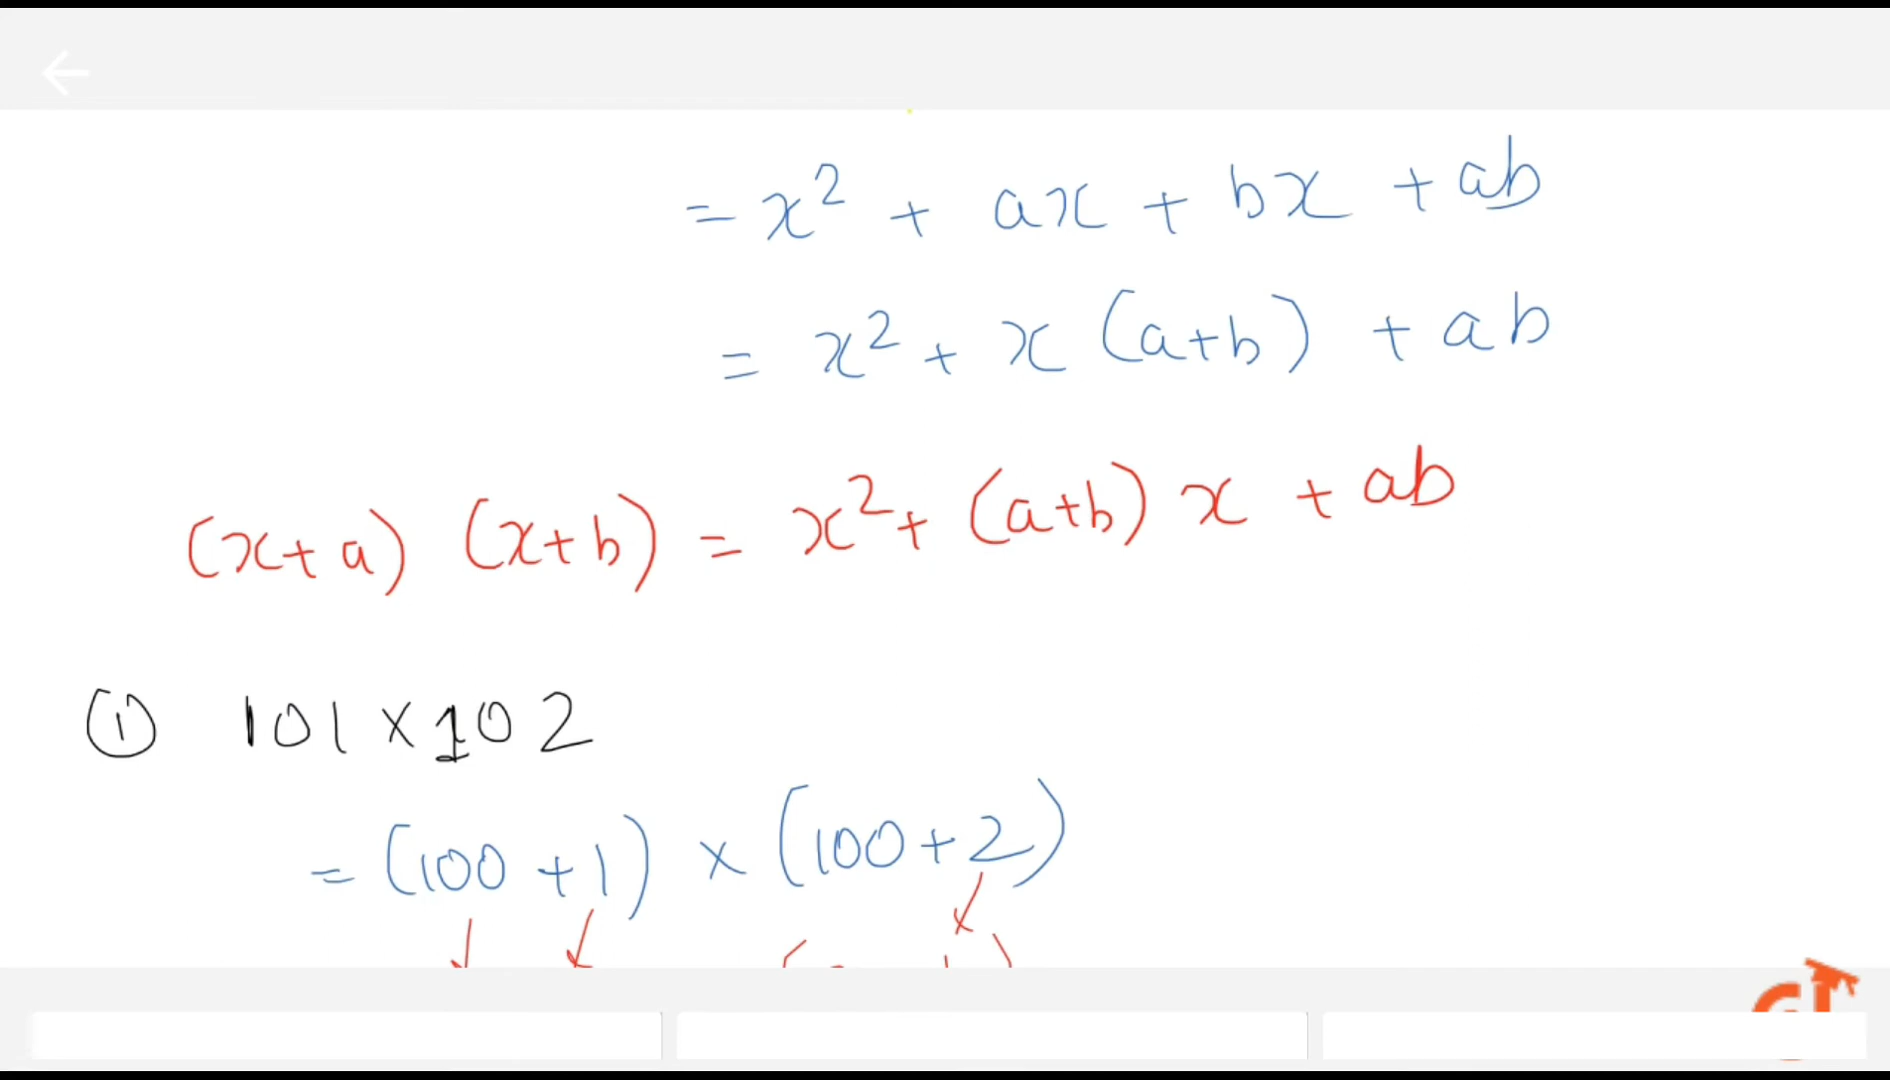 = x² + ax + bx + ab
= x² + x (a+b) + ab
(x+a) (x+b) = x² + (a+b) x + ab
① 101 × 102
= (100 + 1) × (100 + 2)